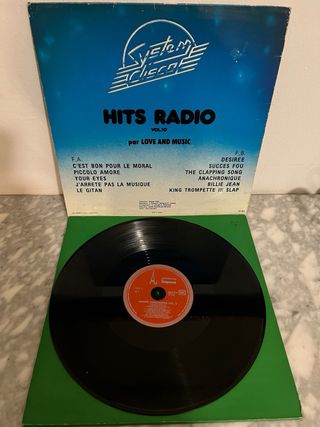 System
disco
HITS RADIO
VOL.10
par LOVE AND MUSIC
F.A.
C'EST BON POUR LE MORAL
PICCOLO AMORE
YOUR EYES
J'ARRETE PAS LA MUSIQUE
LE GITAN
F.B.
DESIREE
SUCCES FOU
THE CLAPPING SONG
ANACHRONIQUE
BILLIE JEAN
KING TROMPETTE IN SLAP